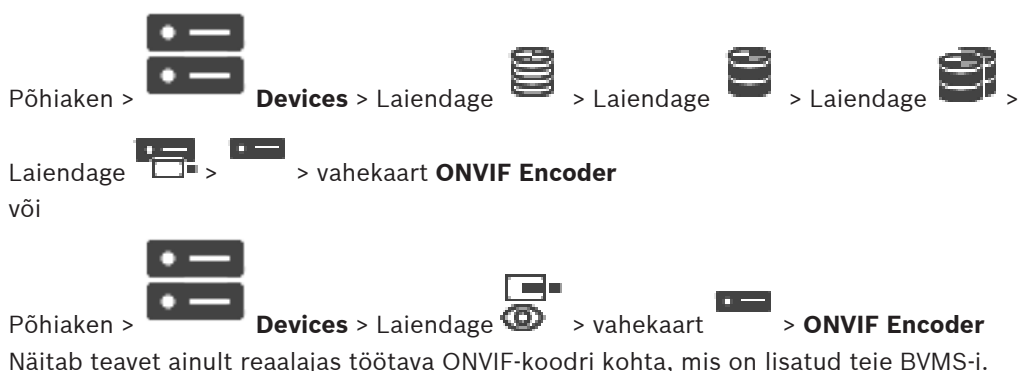 Põhiaken > Devices > Laiendage > Laiendage > Laiendage >
Laiendage > > vahekaart ONVIF Encoder
või
Põhiaken > Devices > Laiendage > vahekaart > ONVIF Encoder
Näitab teavet ainult reaalajas töötava ONVIF-koodri kohta, mis on lisatud teie BVMS-i.